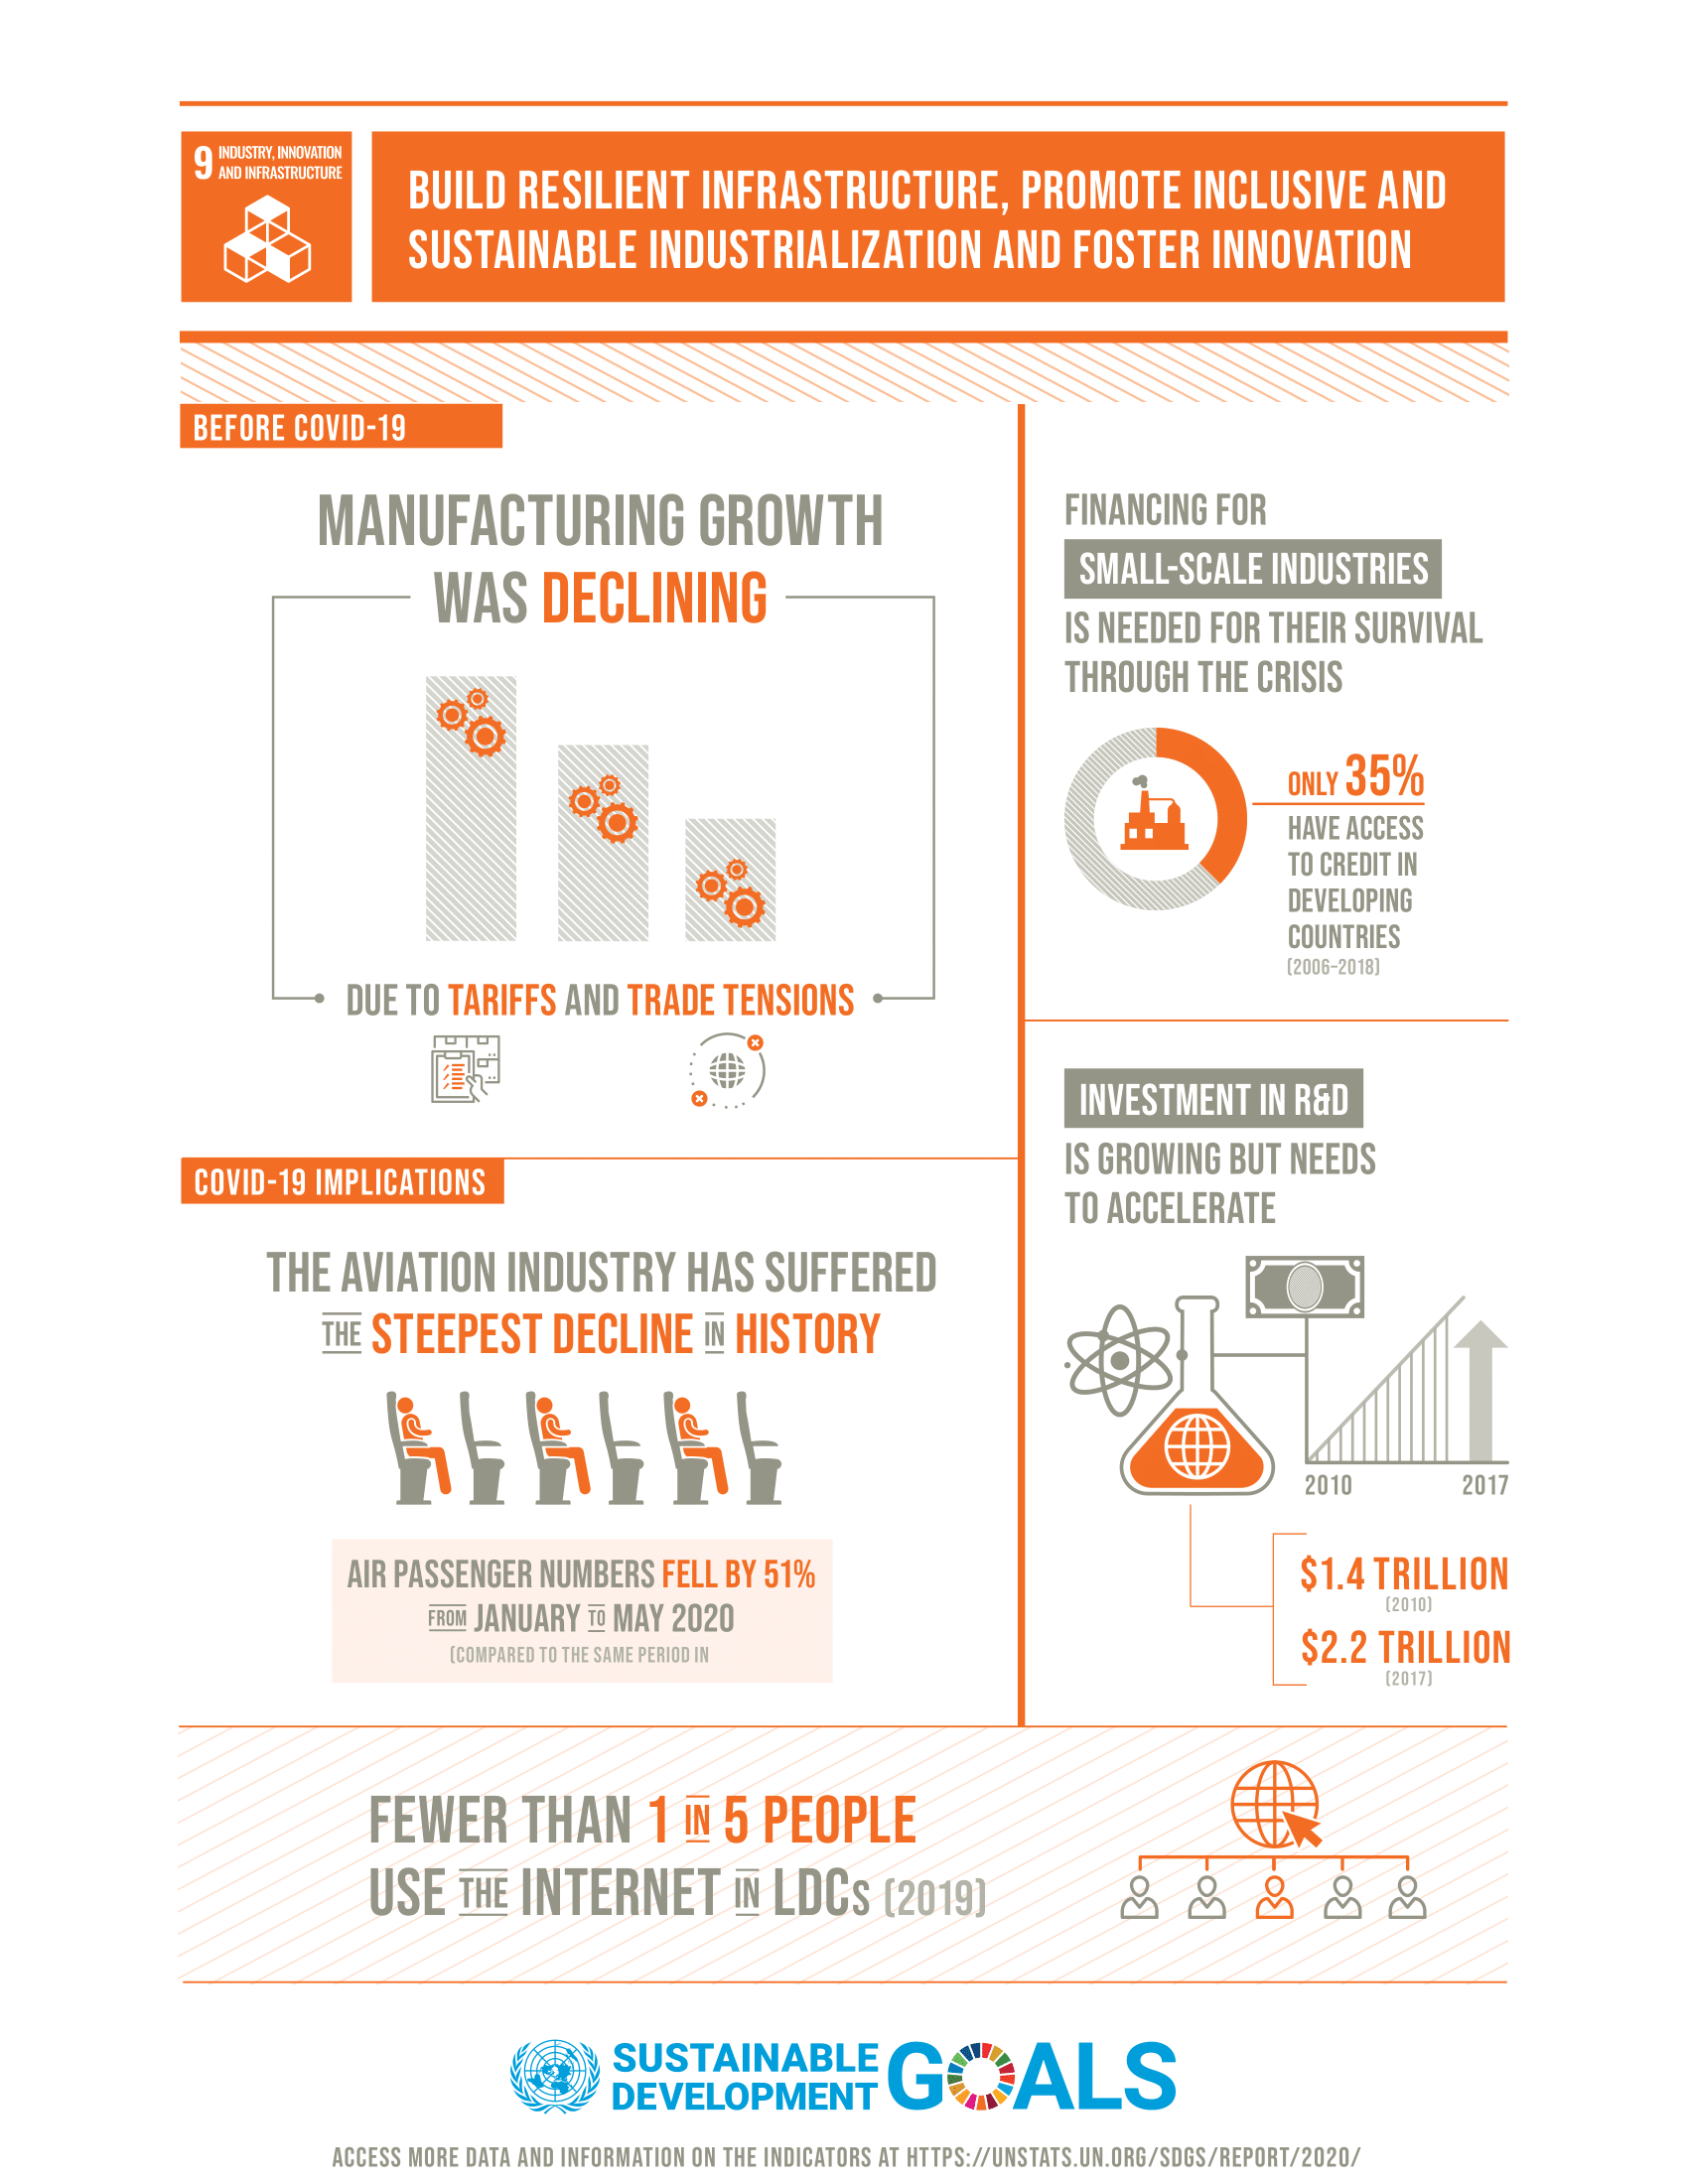 9 INDUSTRY, INNOVATION
AND INFRASTRUCTURE
BUILD RESILIENT INFRASTRUCTURE, PROMOTE INCLUSIVE AND
SUSTAINABLE INDUSTRIALIZATION AND FOSTER INNOVATION
BEFORE COVID-19
MANUFACTURING GROWTH
WAS DECLINING
DUE TO TARIFFS AND TRADE TENSIONS
COVID-19 IMPLICATIONS
THE AVIATION INDUSTRY HAS SUFFERED
THE STEEPEST DECLINE IN HISTORY
AIR PASSENGER NUMBERS FELL BY 51%
FROM JANUARY TO MAY 2020
(COMPARED TO THE SAME PERIOD IN
FINANCING FOR
SMALL-SCALE INDUSTRIES
IS NEEDED FOR THEIR SURVIVAL
THROUGH THE CRISIS
ONLY 35%
HAVE ACCESS
TO CREDIT IN
DEVELOPING
COUNTRIES
(2006-2018)
INVESTMENT IN R&D
IS GROWING BUT NEEDS
TO ACCELERATE
2010 2017
$1.4 TRILLION
(2010)
$2.2 TRILLION
(2017)
FEWER THAN 1 IN 5 PEOPLE
USE THE INTERNET IN LDCs (2019)
SUSTAINABLE
DEVELOPMENT GOALS
ACCESS MORE DATA AND INFORMATION ON THE INDICATORS AT HTTPS://UNSTATS.UN.ORG/SDGS/REPORT/2020/